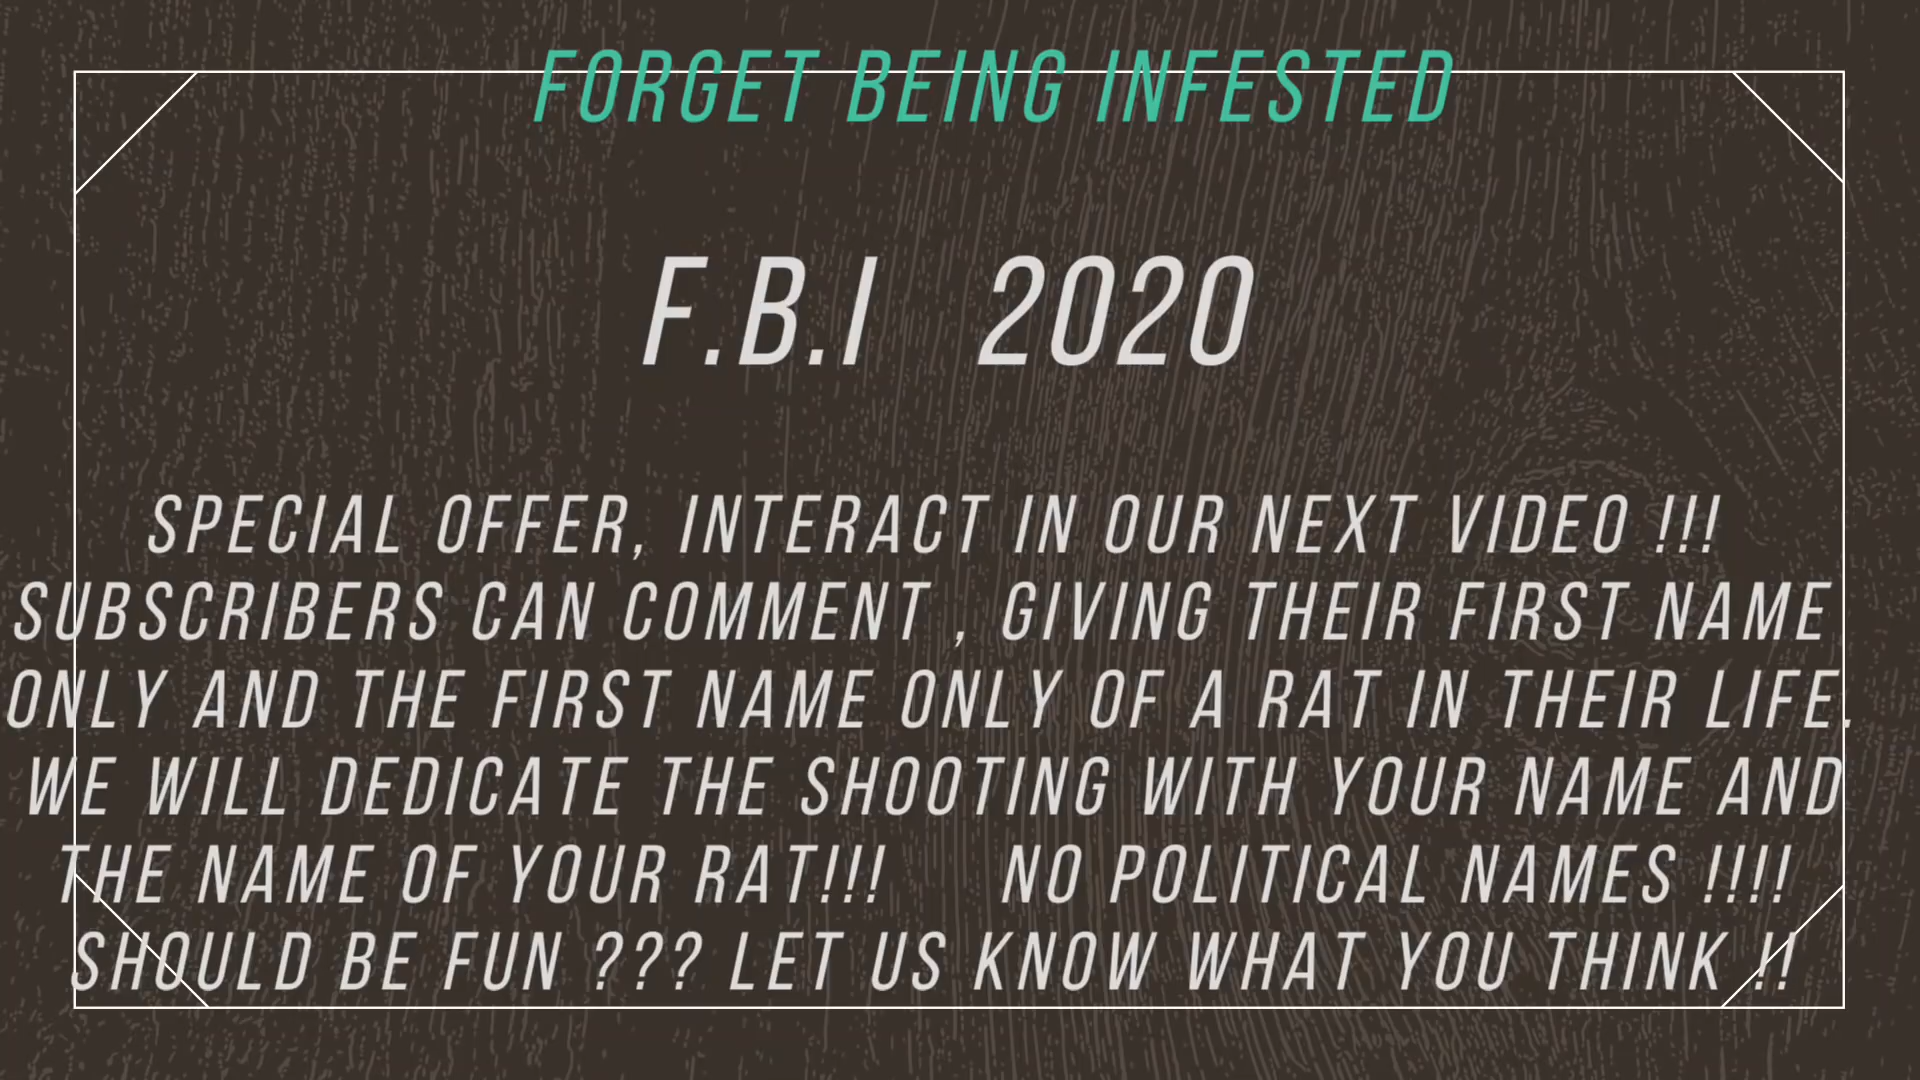 FORGET BEING INFESTED
F.B.I 2020
SPECIAL OFFER, INTERACT IN OUR NEXT VIDEO !!!
SUBSCRIBERS CAN COMMENT , GIVING THEIR FIRST NAME
ONLY AND THE FIRST NAME ONLY OF A RAT IN THEIR LIFE.
WE WILL DEDICATE THE SHOOTING WITH YOUR NAME AND
THE NAME OF YOUR RAT!!! NO POLITICAL NAMES !!!!
SHOULD BE FUN ??? LET US KNOW WHAT YOU THINK !!